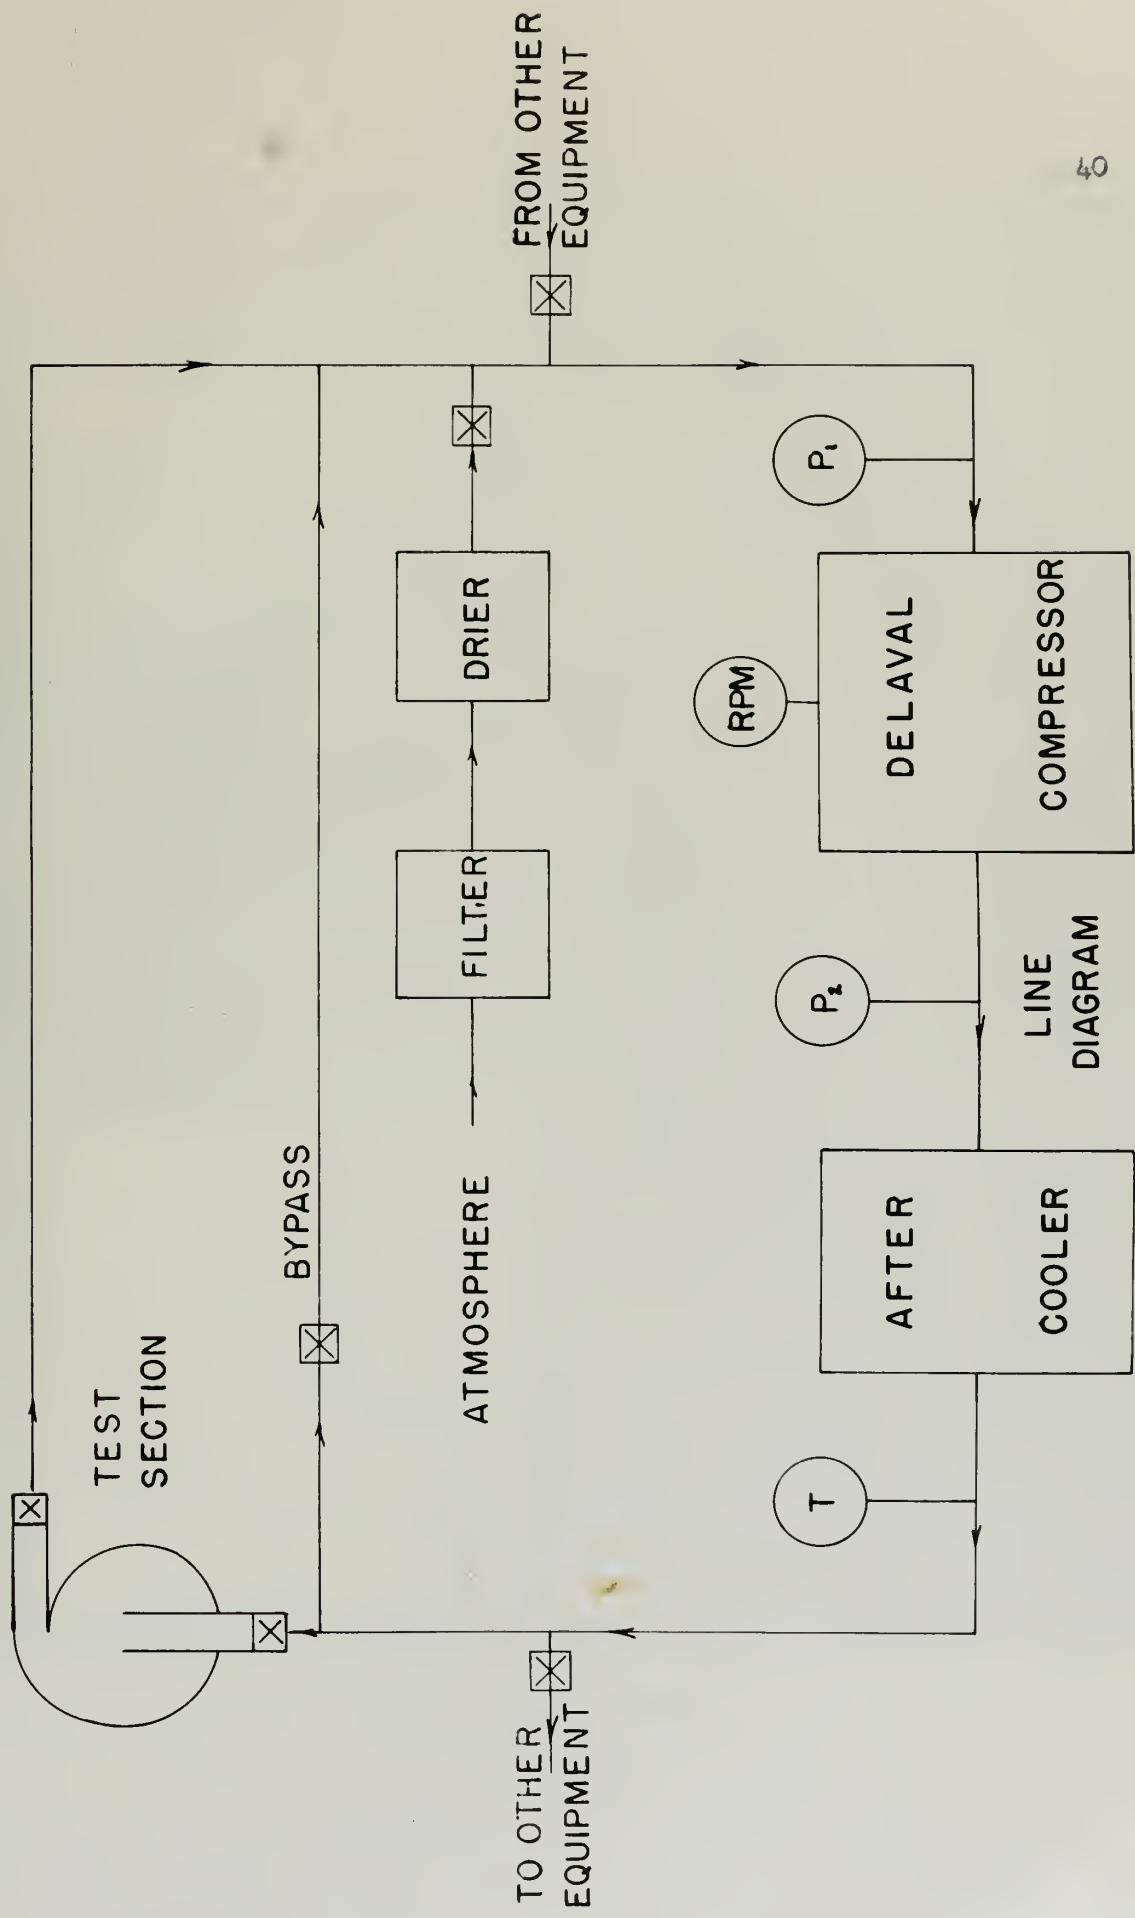 TEST
SECTION
BYPASS
ATMOSPHERE
FILTER
DRIER
TO OTHER
EQUIPMENT
FROM OTHER
EQUIPMENT
T
P₂
RPM
P₁
AFTER
COOLER
DELAVAL
COMPRESSOR
LINE
DIAGRAM
40